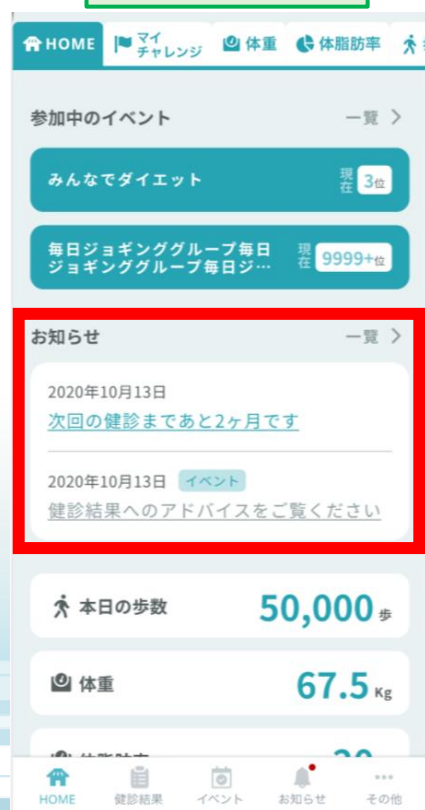 HOME
マイ
チャレンジ
体重
体脂肪率
参加中のイベント
一覧
みんなでダイエット
現在 3位
毎日ジョギンググループ毎日
ジョギンググループ毎日ジ…
現在 9999+位
お知らせ
一覧
2020年10月13日
次回の健診まであと2ヶ月です
2020年10月13日 イベント
健診結果へのアドバイスをご覧ください
本日の歩数 50,000 歩
体重 67.5 Kg
HOME 健診結果 イベント お知らせ その他